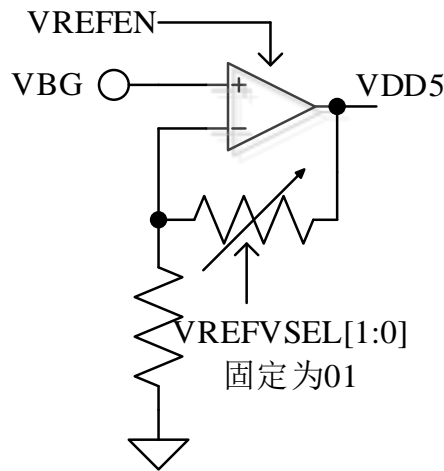 VREFEN
VBG
VDD5
VREFVSEL[1:0]
固定为01